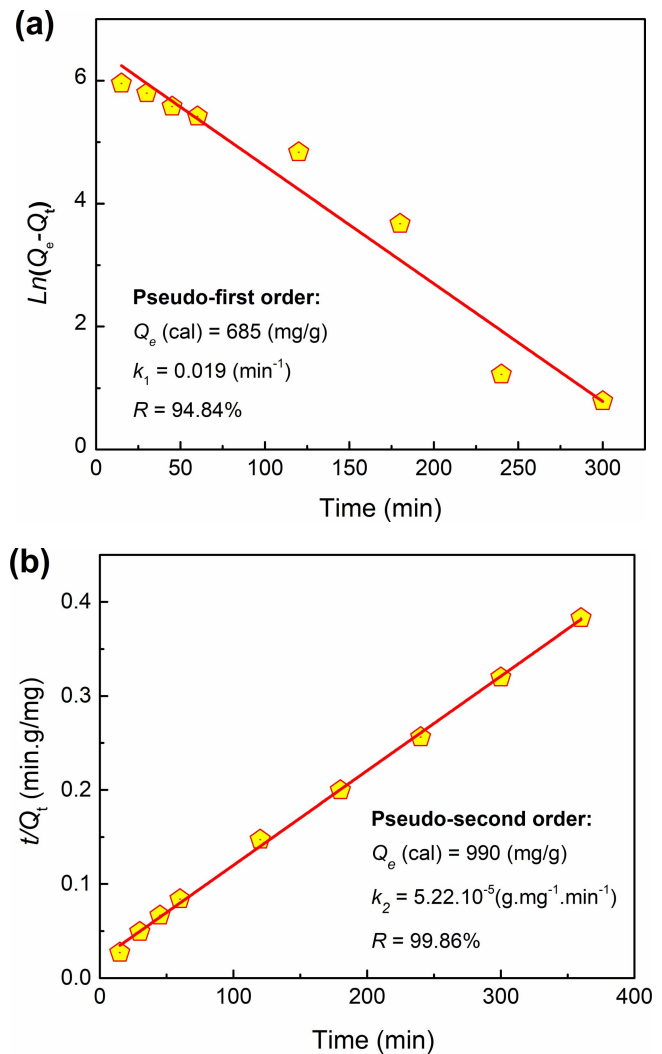 (a)
6
4
2
0
Ln(Qₑ-Qₜ)
Pseudo-first order:
Qₑ (cal) = 685 (mg/g)
k₁ = 0.019 (min⁻¹)
R = 94.84%
0 50 100 150 200 250 300
Time (min)
(b)
0.4
0.3
0.2
0.1
0.0
t/Qₜ (min.g/mg)
Pseudo-second order:
Qₑ (cal) = 990 (mg/g)
k₂ = 5.22.10⁻⁵(g.mg⁻¹.min⁻¹)
R = 99.86%
0 100 200 300 400
Time (min)